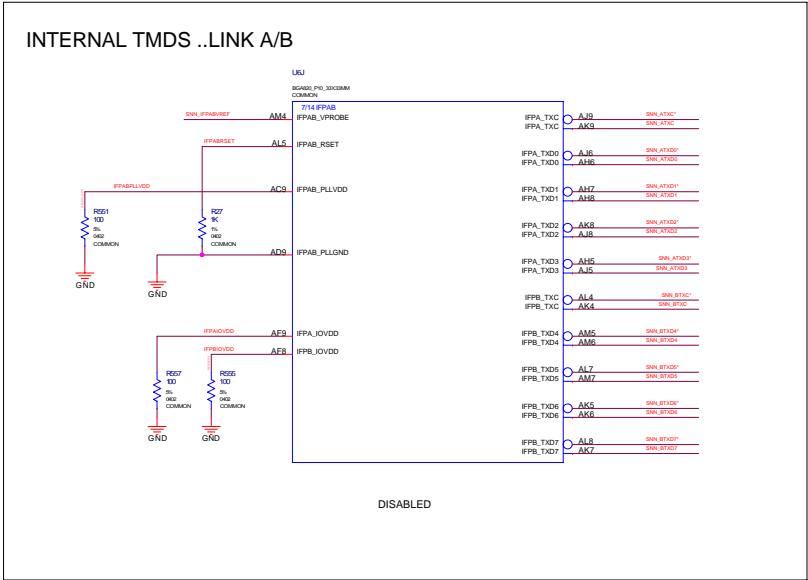 INTERNAL TMDS ..LINK A/B
U6J
BGA820_P10_33X33MM
COMMON
7/14 IFPAB
SNN_IFPABVREF AM4 IFPAB_VPROBE
IFPABRSET AL5 IFPAB_RSET
IFPABPLLVDD AC9 IFPAB_PLLVDD
R551
100
5%
0402
COMMON
GND
R27
1K
1%
0402
COMMON
AD9 IFPAB_PLLGND
GND
IFPAIOVDD AF9 IFPA_IOVDD
IFPBIOVDD AF8 IFPB_IOVDD
R557
100
5%
0402
COMMON
GND
R555
100
5%
0402
COMMON
GND
IFPA_TXC AJ9 SNN_ATXC*
IFPA_TXC AK9 SNN_ATXC
IFPA_TXD0 AJ6 SNN_ATXD0*
IFPA_TXD0 AH6 SNN_ATXD0
IFPA_TXD1 AH7 SNN_ATXD1*
IFPA_TXD1 AH8 SNN_ATXD1
IFPA_TXD2 AK8 SNN_ATXD2*
IFPA_TXD2 AJ8 SNN_ATXD2
IFPA_TXD3 AH5 SNN_ATXD3*
IFPA_TXD3 AJ5 SNN_ATXD3
IFPB_TXC AL4 SNN_BTXC*
IFPB_TXC AK4 SNN_BTXC
IFPB_TXD4 AM5 SNN_BTXD4*
IFPB_TXD4 AM6 SNN_BTXD4
IFPB_TXD5 AL7 SNN_BTXD5*
IFPB_TXD5 AM7 SNN_BTXD5
IFPB_TXD6 AK5 SNN_BTXD6*
IFPB_TXD6 AK6 SNN_BTXD6
IFPB_TXD7 AL8 SNN_BTXD7*
IFPB_TXD7 AK7 SNN_BTXD7
DISABLED